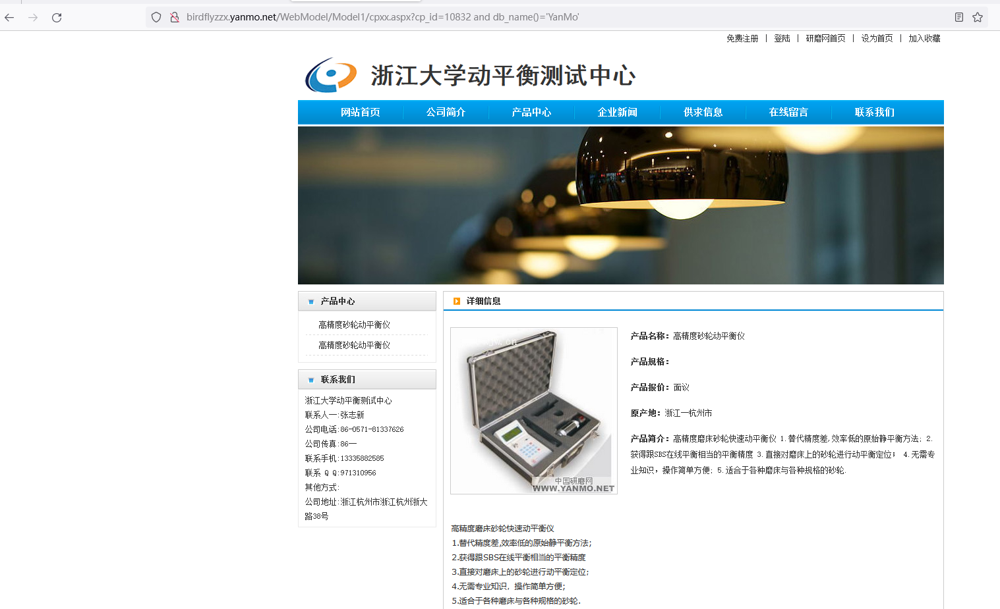 birdflyzzx.yanmo.net/WebModel/Model1/cpxx.aspx?cp_id=10832 and db_name()='YanMo'
免费注册 | 登陆 | 研磨网首页 | 设为首页 | 加入收藏
浙江大学动平衡测试中心
网站首页 公司简介 产品中心 企业新闻 供求信息 在线留言 联系我们
产品中心
高精度砂轮动平衡仪
高精度砂轮动平衡仪
联系我们
浙江大学动平衡测试中心
联系人一:张志新
公司电话:86-0571-81337626
公司传真:86一
联系手机:13335882585
联系 Q Q:971310956
其他方式:
公司地址:浙江杭州市浙江杭州浙大
路38号
详细信息
中国研磨网
WWW.YANMO.NET
产品名称：高精度砂轮动平衡仪
产品规格：
产品报价：面议
原产地：浙江一杭州市
产品简介：高精度磨床砂轮快速动平衡仪 1.替代精度差,效率低的原始静平衡方法; 2.
获得跟SBS在线平衡相当的平衡精度 3.直接对磨床上的砂轮进行动平衡定位; 4.无需专
业知识，操作简单方便; 5.适合于各种磨床与各种规格的砂轮.
高精度磨床砂轮快速动平衡仪
1.替代精度差,效率低的原始静平衡方法;
2.获得跟SBS在线平衡相当的平衡精度
3.直接对磨床上的砂轮进行动平衡定位;
4.无需专业知识，操作简单方便;
5.适合于各种磨床与各种规格的砂轮.